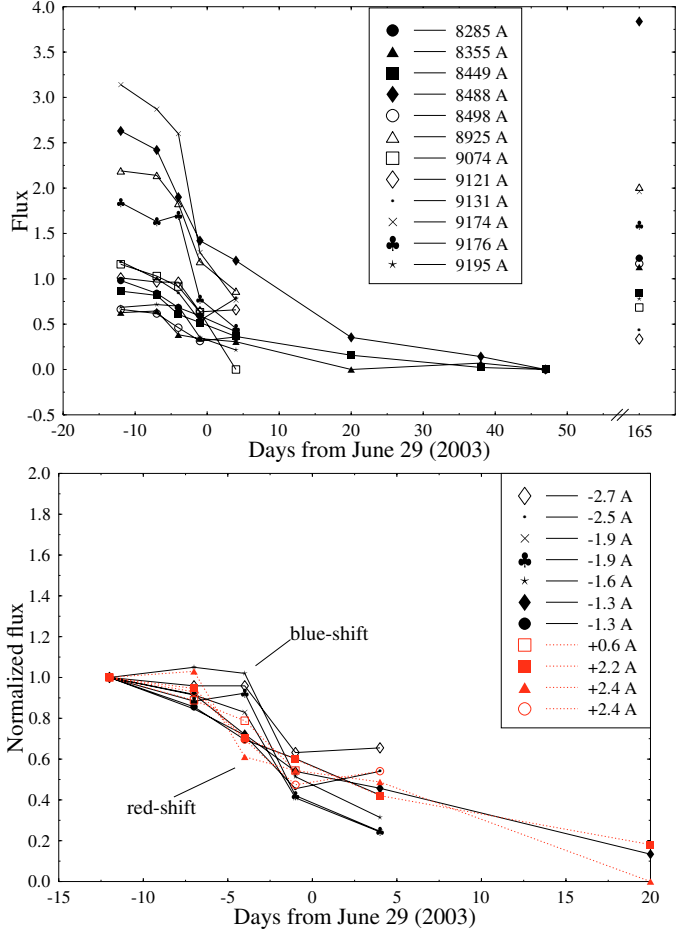 4.0
3.5
3.0
2.5
2.0
1.5
1.0
0.5
0.0
-0.5
Flux
8285 A
8355 A
8449 A
8488 A
8498 A
8925 A
9074 A
9121 A
9131 A
9174 A
9176 A
9195 A
-20 -10 0 10 20 30 40 50 165
Days from June 29 (2003)
2.0
1.8
1.6
1.4
1.2
1.0
0.8
0.6
0.4
0.2
0.0
Normalized flux
-2.7 A
-2.5 A
-1.9 A
-1.9 A
-1.6 A
-1.3 A
-1.3 A
+0.6 A
+2.2 A
+2.4 A
+2.4 A
blue-shift
red-shift
-15 -10 -5 0 5 10 15 20
Days from June 29 (2003)